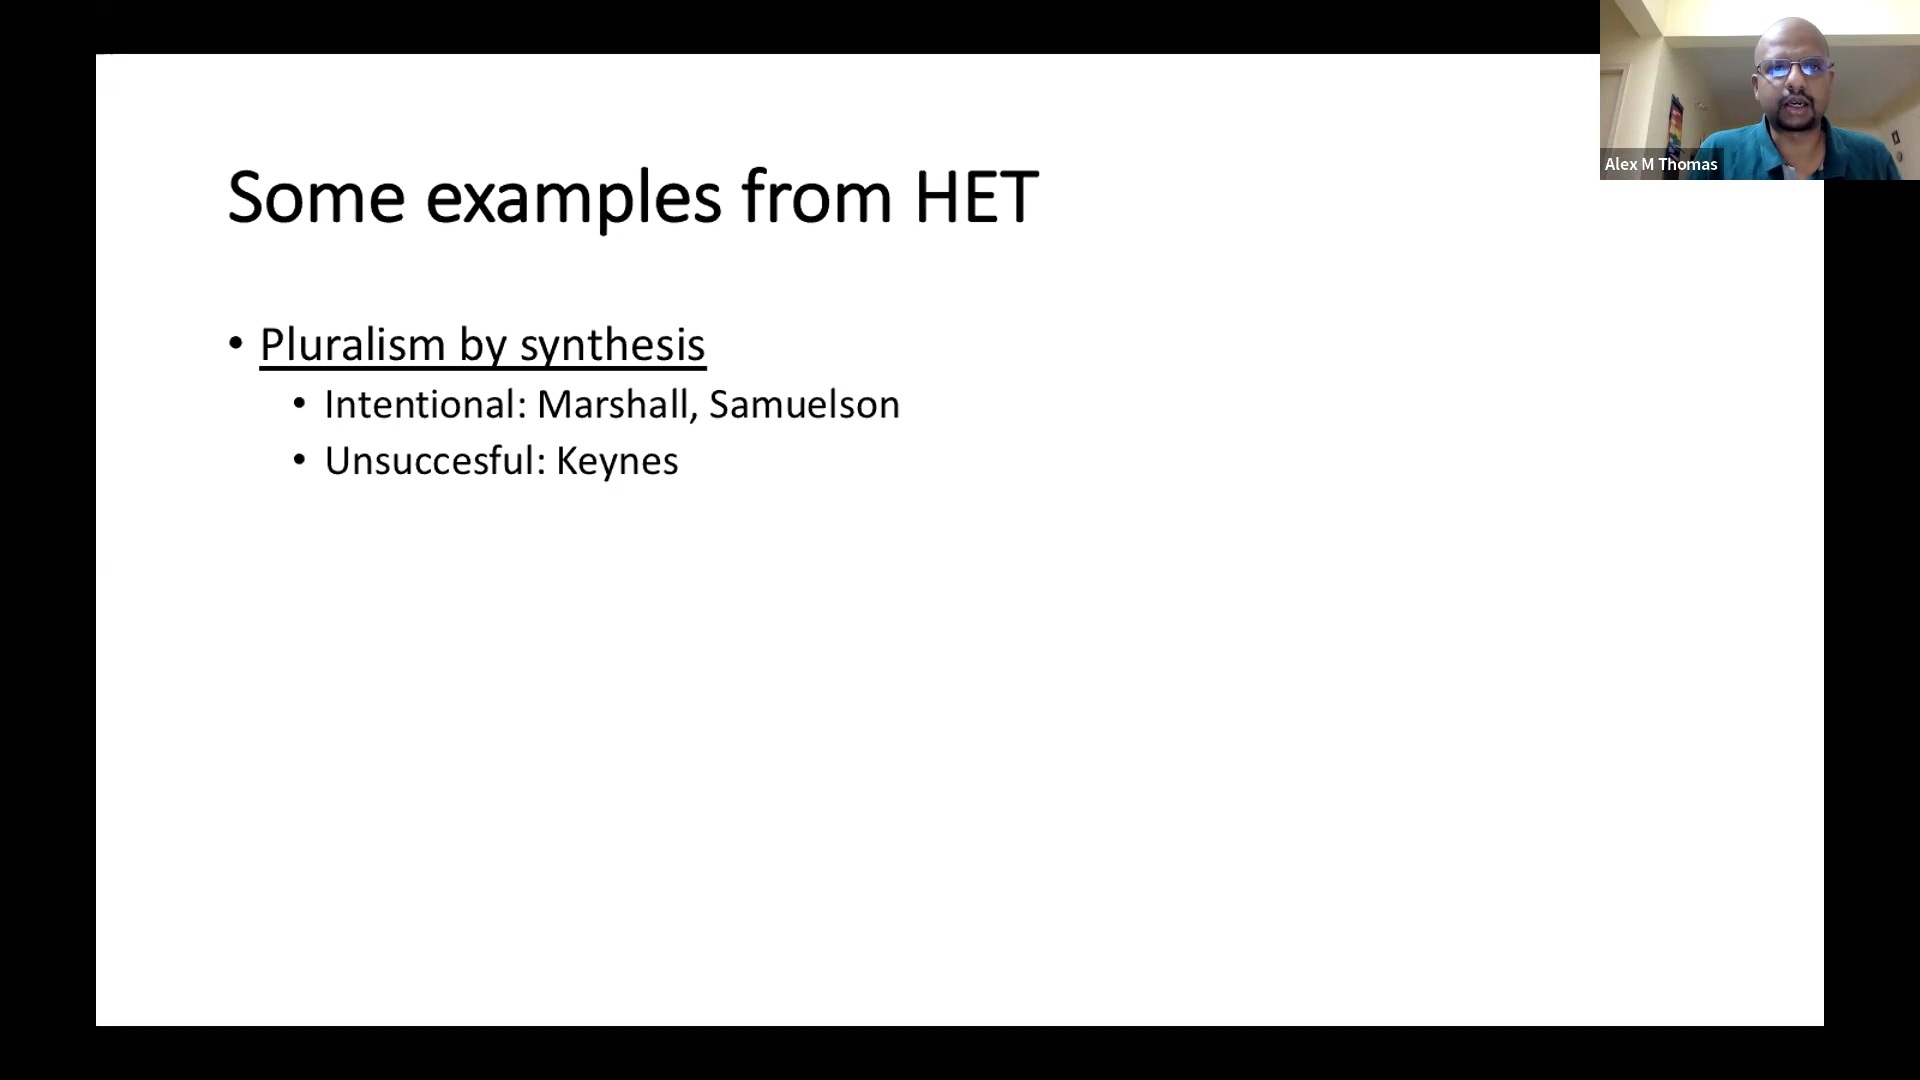 Some examples from HET
• Pluralism by synthesis
• Intentional: Marshall, Samuelson
• Unsuccesful: Keynes
Alex M Thomas